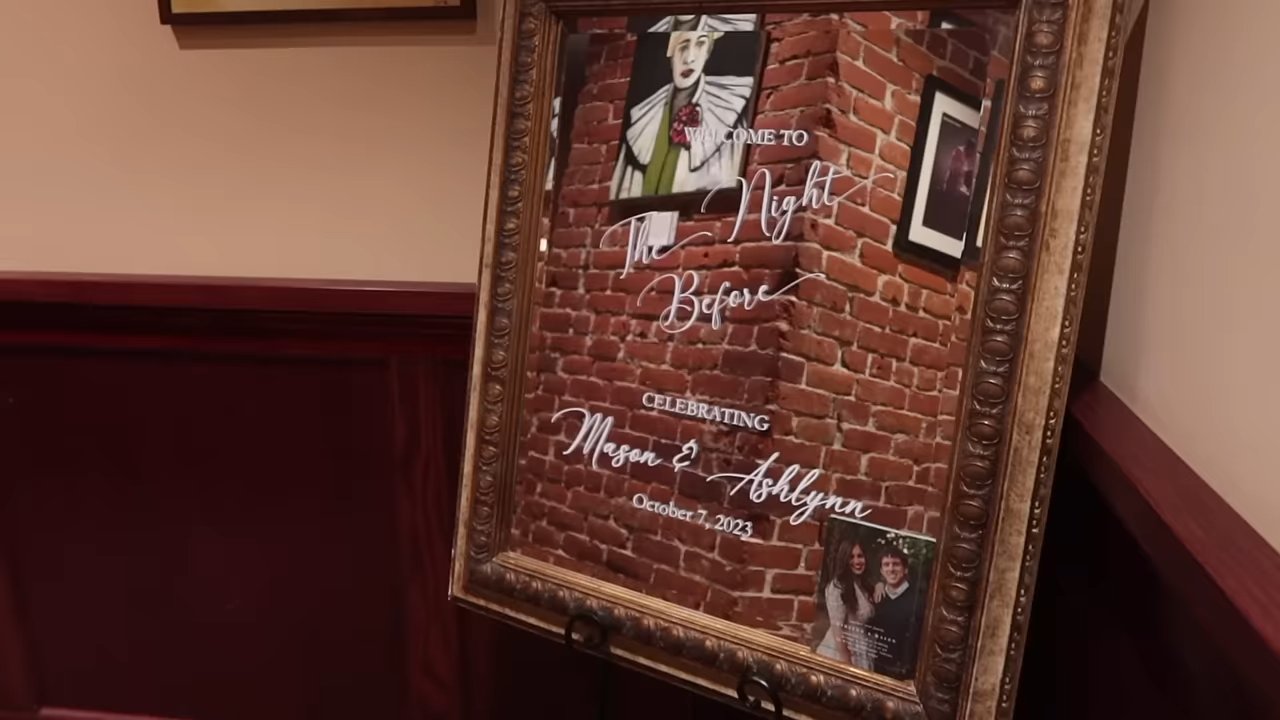 WELCOME TO
The Night
Before
CELEBRATING
Mason & Ashlynn
October 7, 2023